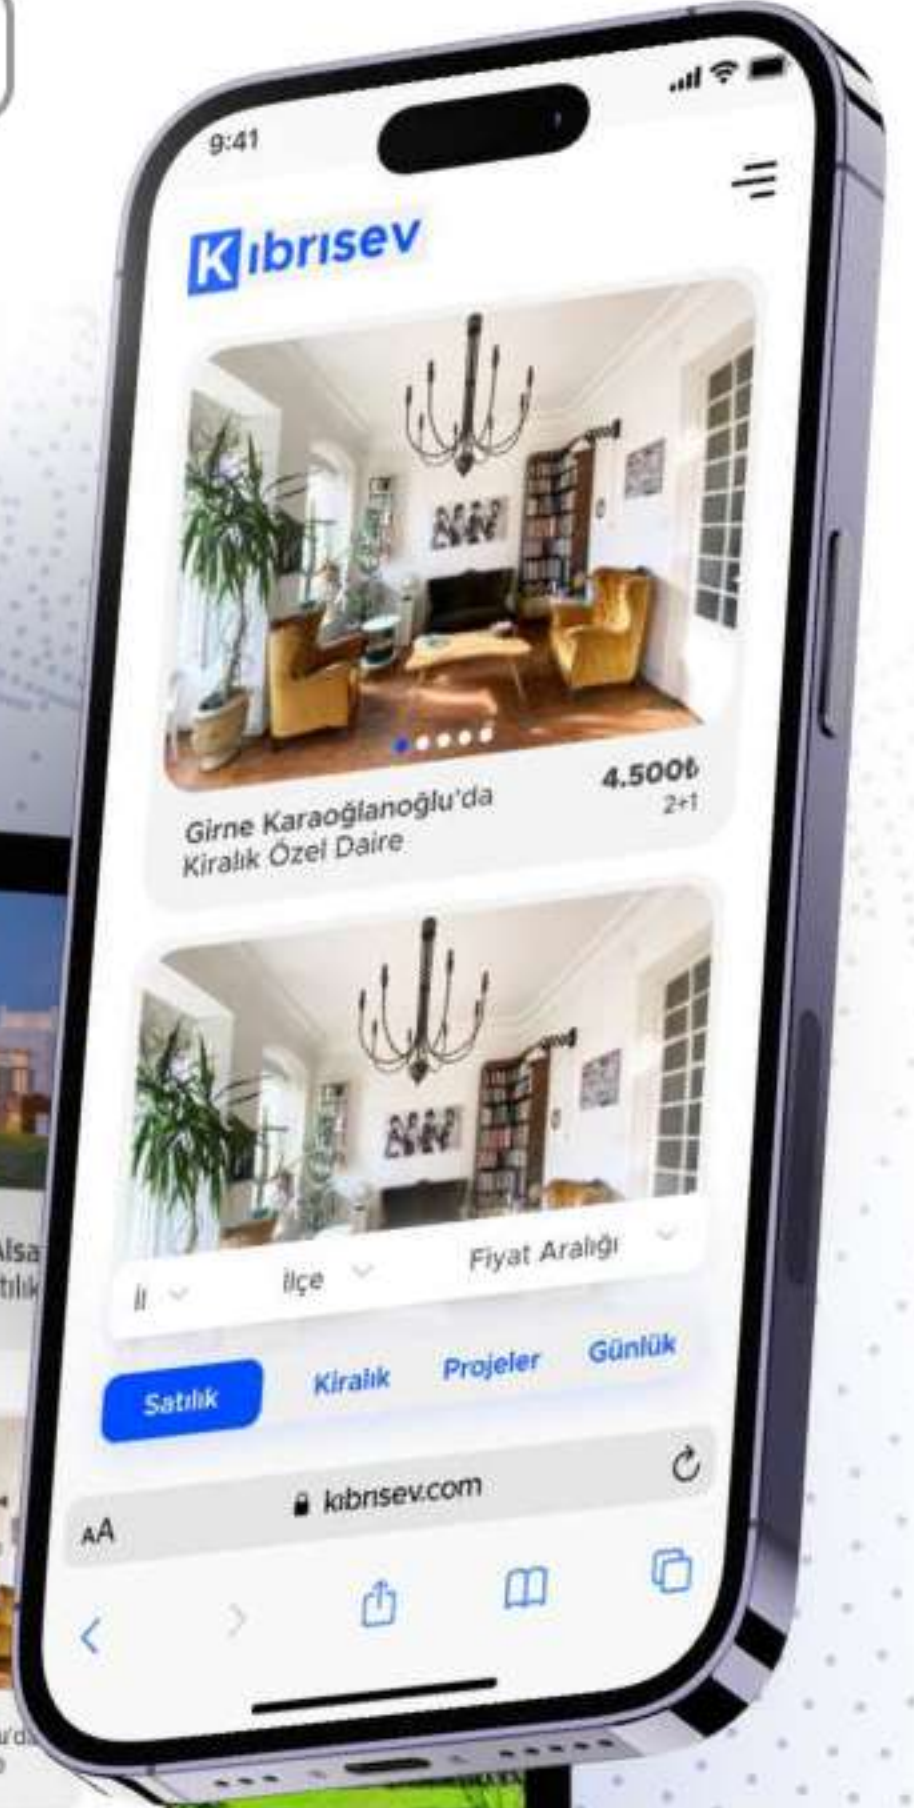 9:41
Kıbrısev
Girne Karaoğlanoğlu'da
Kiralık Özel Daire
4.500₺
2+1
İl
İlçe
Fiyat Aralığı
Satılık
Kiralık
Projeler
Günlük
AA
kıbrısev.com